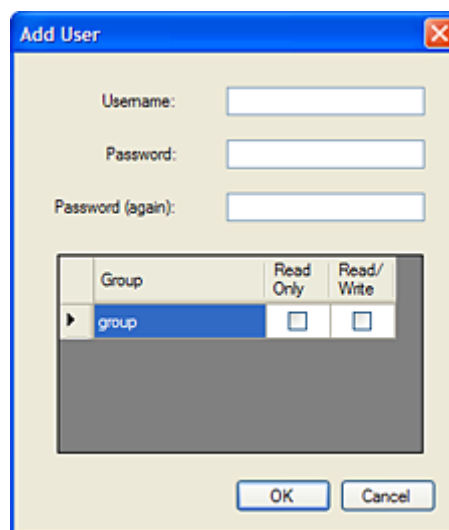 Add User
Username:
Password:
Password (again):
Group Read Only Read/ Write
group
OK Cancel